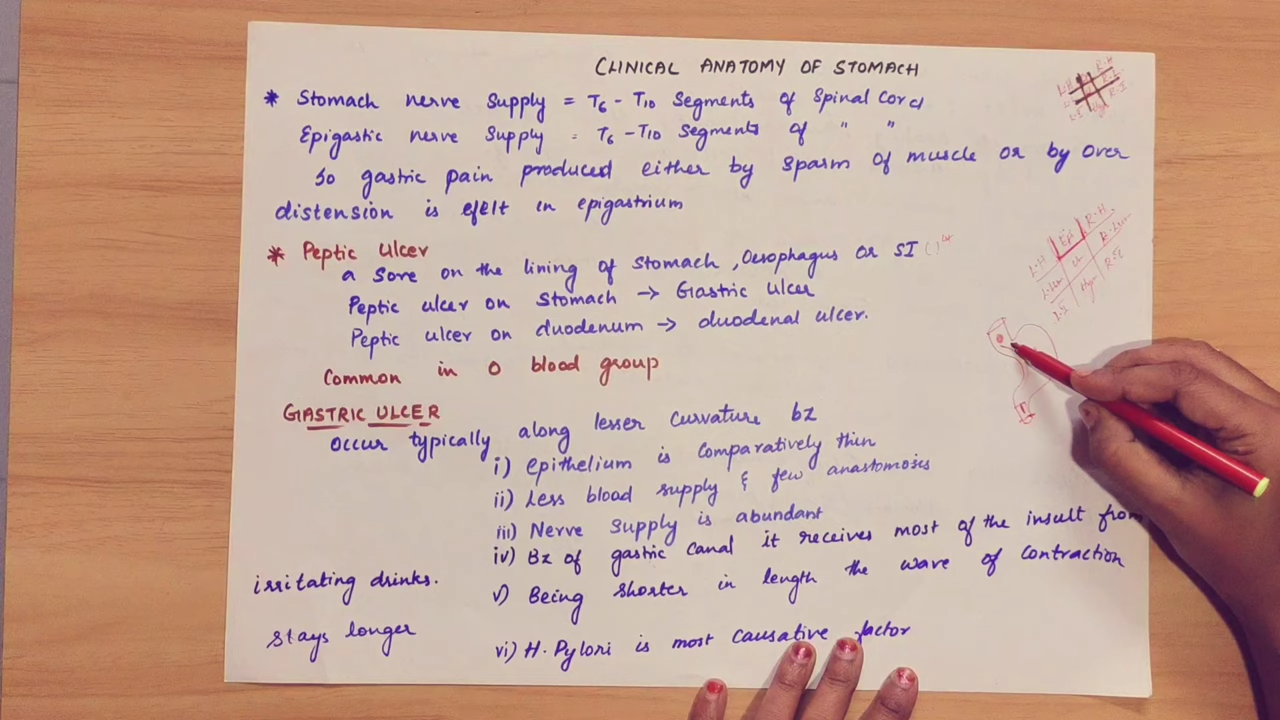 CLINICAL ANATOMY OF STOMACH
* Stomach nerve supply = T6 - T10 Segments of Spinal Cord
Epigastic nerve supply = T6 - T10 Segments of " "
So gastric pain produced either by Spasm of muscle or by over
distension is efelt in epigastrium
* Peptic Ulcer
a Sore on the lining of Stomach, Oesophagus or SI
Peptic ulcer on Stomach → Gastric Ulcer
Peptic ulcer on duodenum → duodenal ulcer.
Common in O blood group
GASTRIC ULCER
occur typically along lesser Curvature bz
i) epithelium is comparatively thin
ii) Less blood supply & few anastomosis
iii) Nerve supply is abundant
iv) Bz of gastric canal it receives most of the insult from
irritating drinks.
v) Being shorter in length the wave of contraction
stays longer
vi) H. Pylori is most causative factor
L.H Epi R.H
R.I
L.I